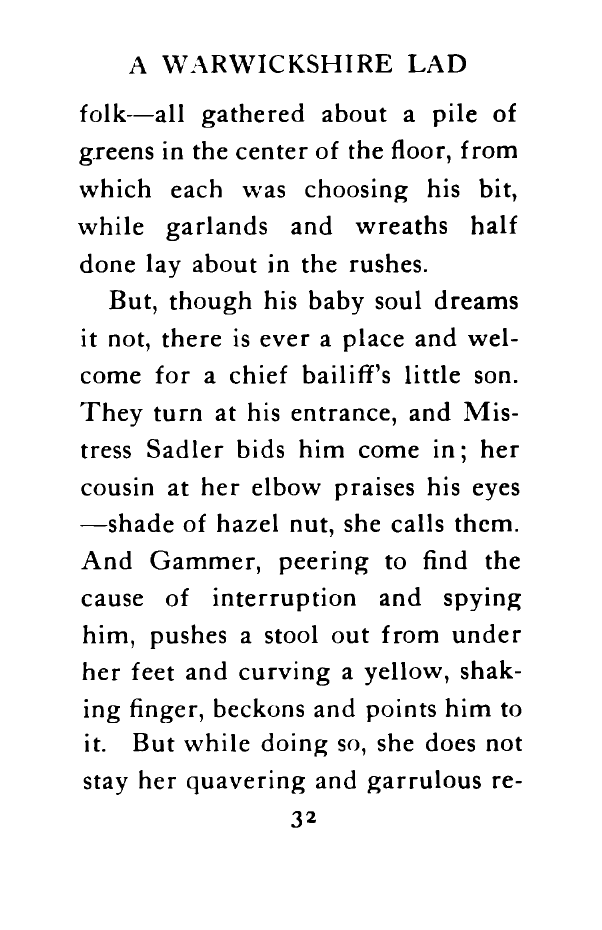 A WARWICKSHIRE LAD
folk—all gathered about a pile of
greens in the center of the floor, from
which each was choosing his bit,
while garlands and wreaths half
done lay about in the rushes.
But, though his baby soul dreams
it not, there is ever a place and wel-
come for a chief bailiff's little son.
They turn at his entrance, and Mis-
tress Sadler bids him come in; her
cousin at her elbow praises his eyes
—shade of hazel nut, she calls them.
And Gammer, peering to find the
cause of interruption and spying
him, pushes a stool out from under
her feet and curving a yellow, shak-
ing finger, beckons and points him to
it. But while doing so, she does not
stay her quavering and garrulous re-
32